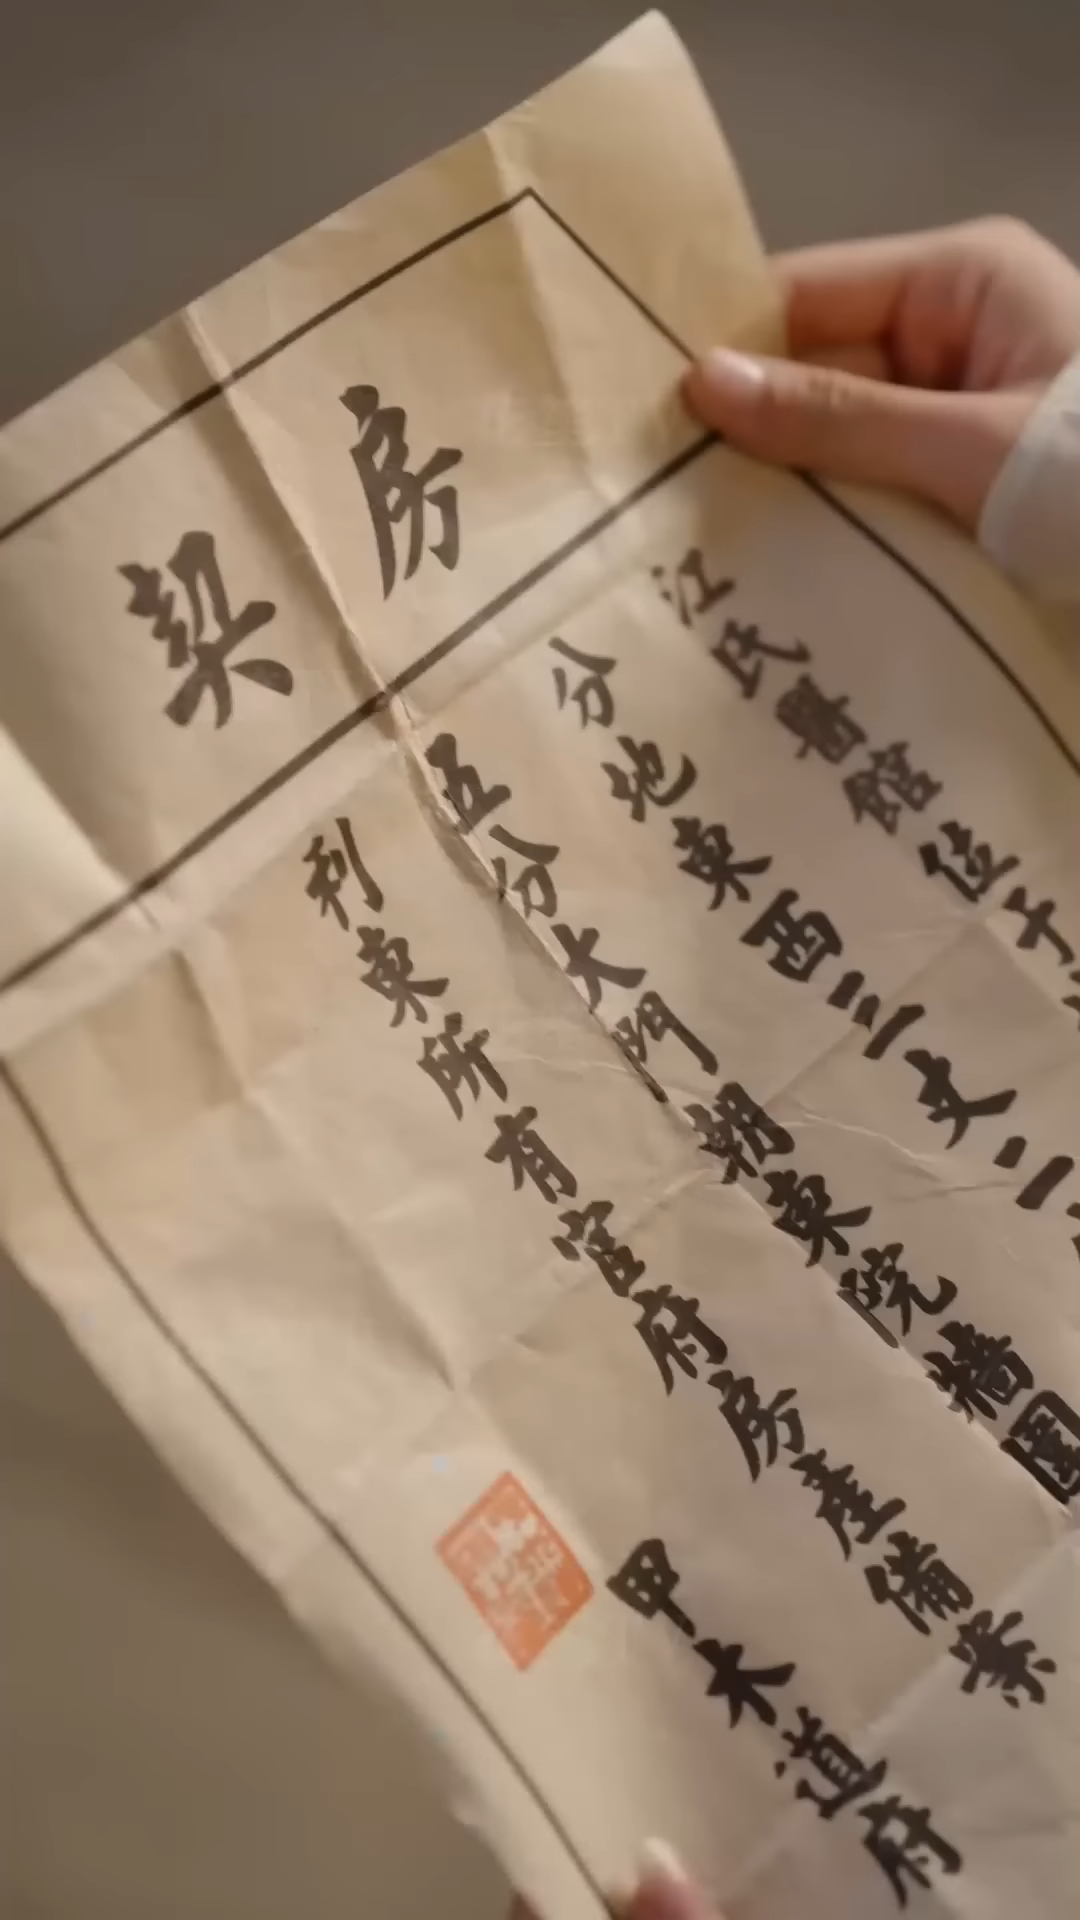 房契
江氏醫館位于
分地東西三丈二
五分大門朝東院牆圍
利東所有官府房產備案
甲木道府